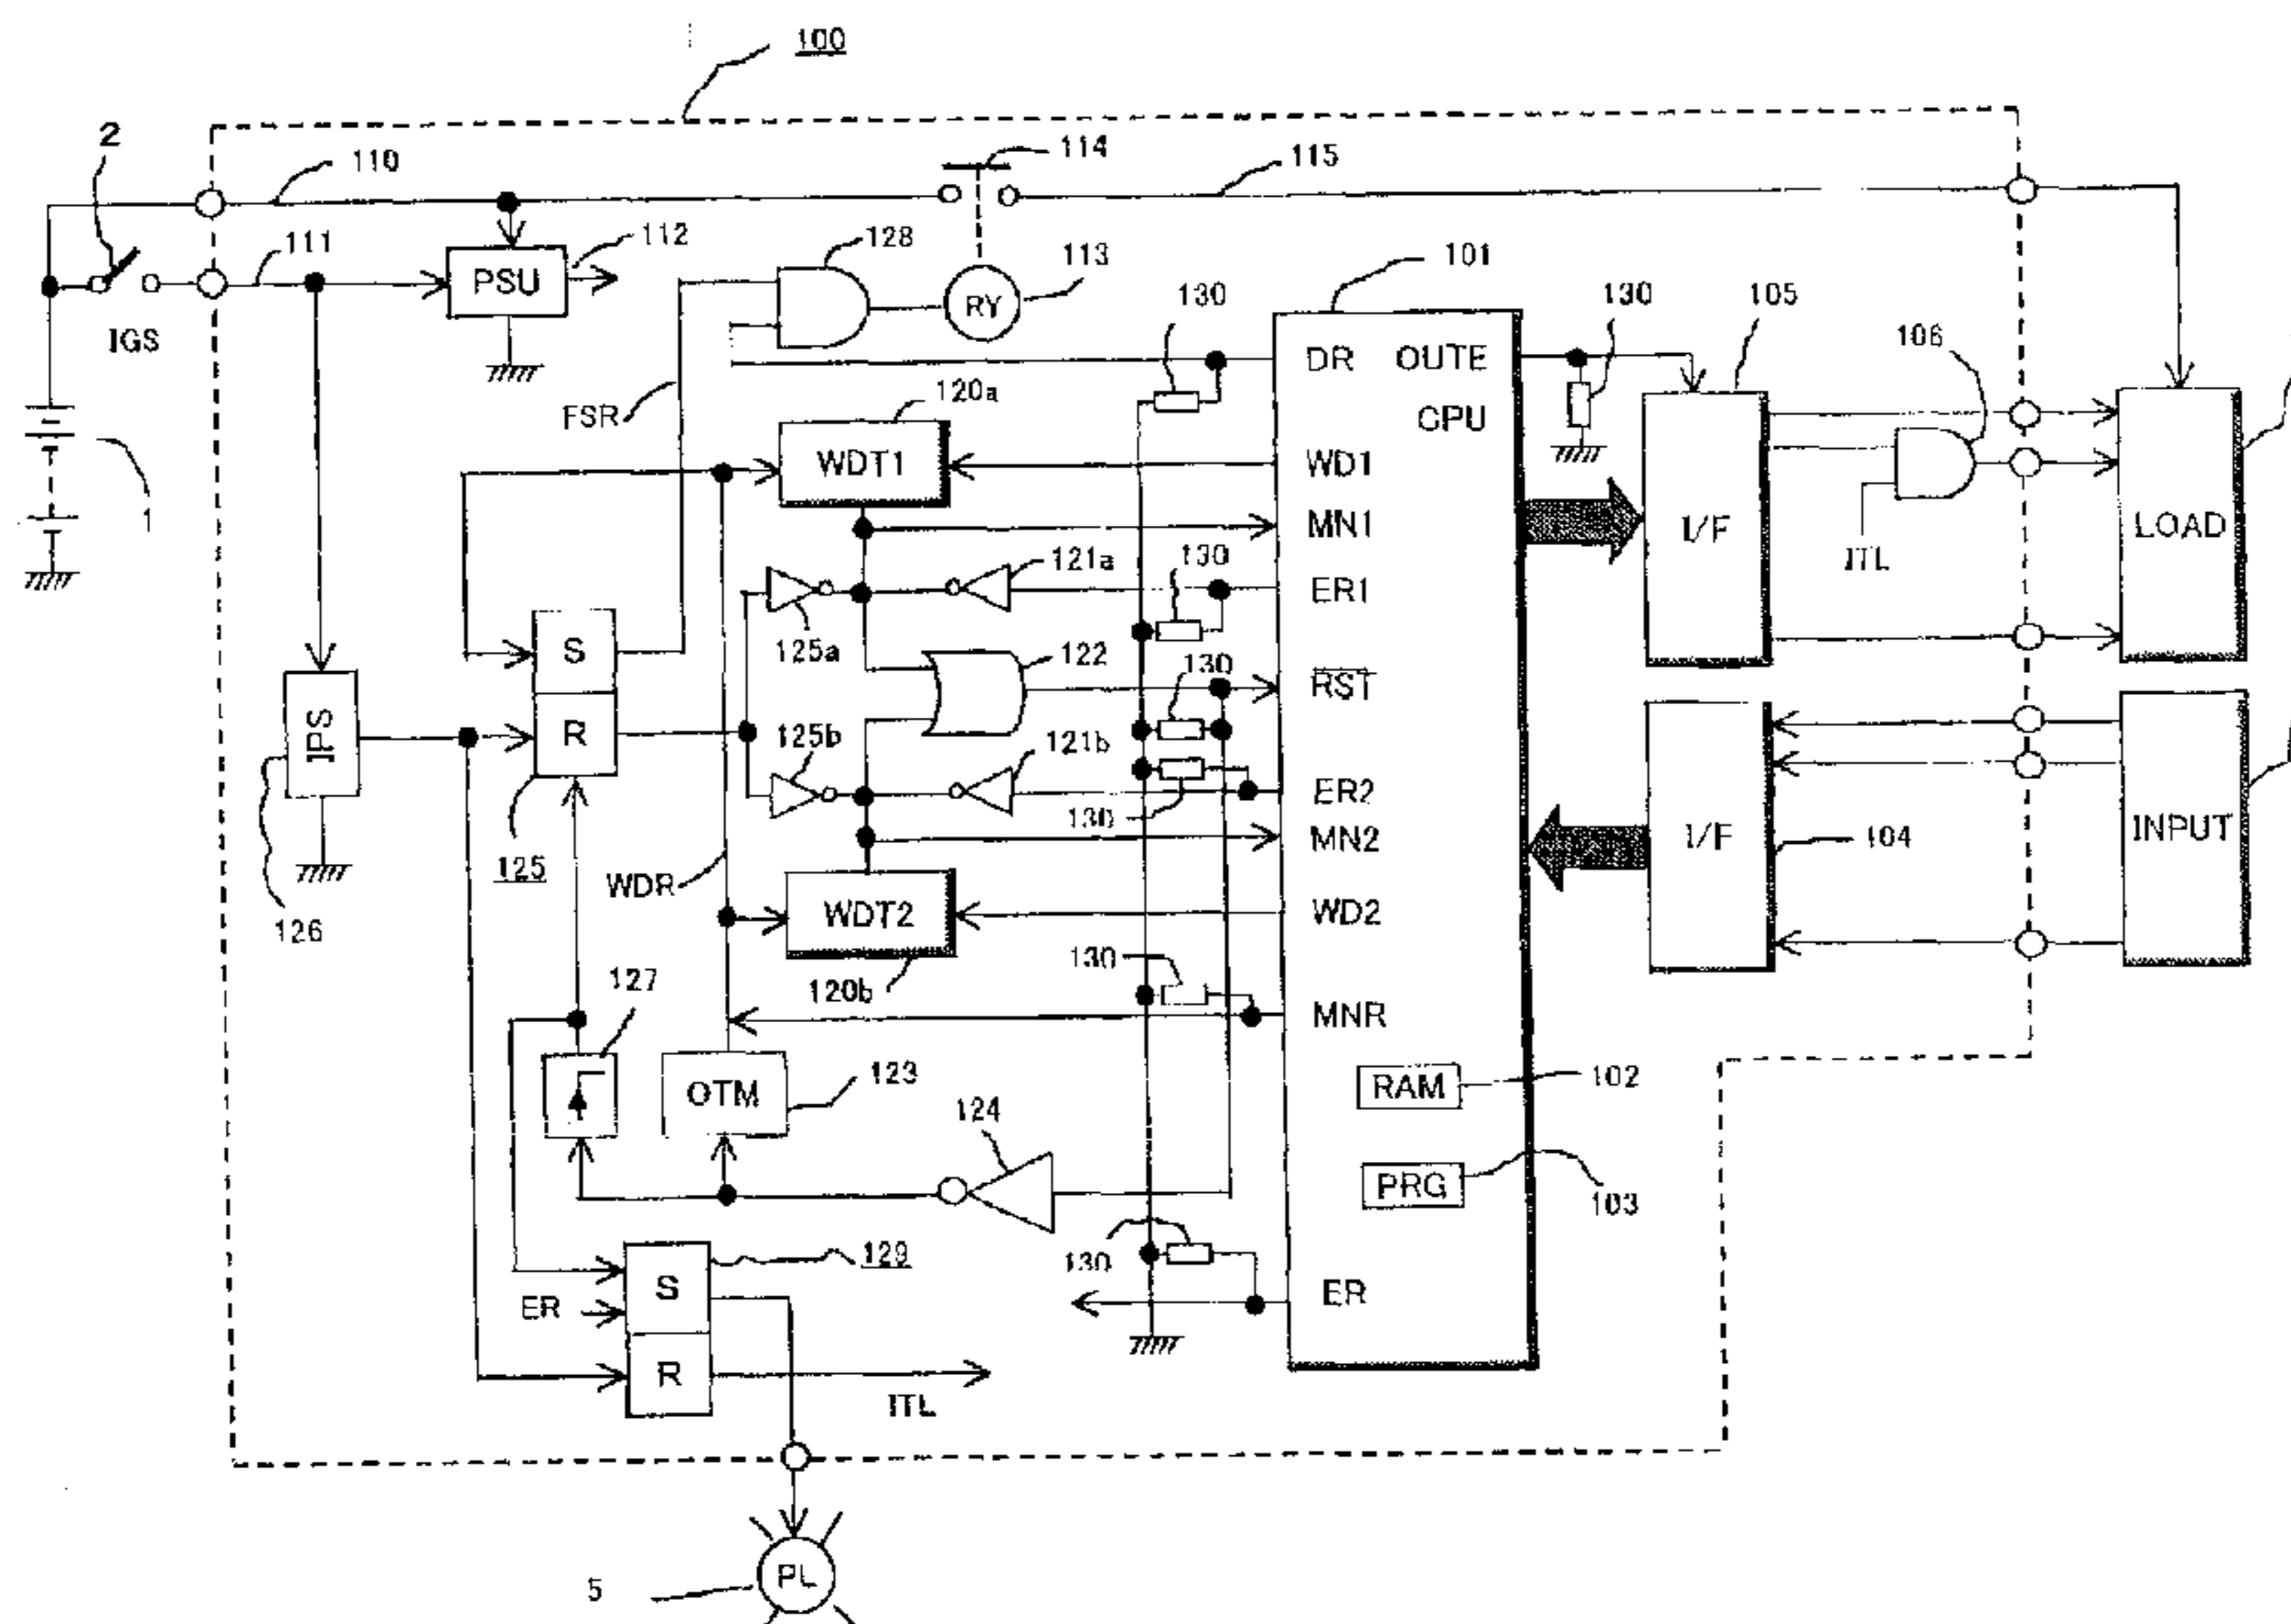 100
2
110
114
115
111
112
128
113
101
PSU
RY
130
130
105
IGS
106
DR OUTE
120a
FSR
CPU
WDT1
WD1
1
MN1
I/F
LOAD
130
ITL
121a
ER1
S
125a
122
130
RST
R
IPS
125b
121b
ER2
130
MN2
I/F
104
INPUT
125
WDR
WDT2
WD2
126
127
120b
130
MNR
OTM
123
RAM
102
124
PRG
103
129
130
ER
S
ER
R
ITL
5
PL